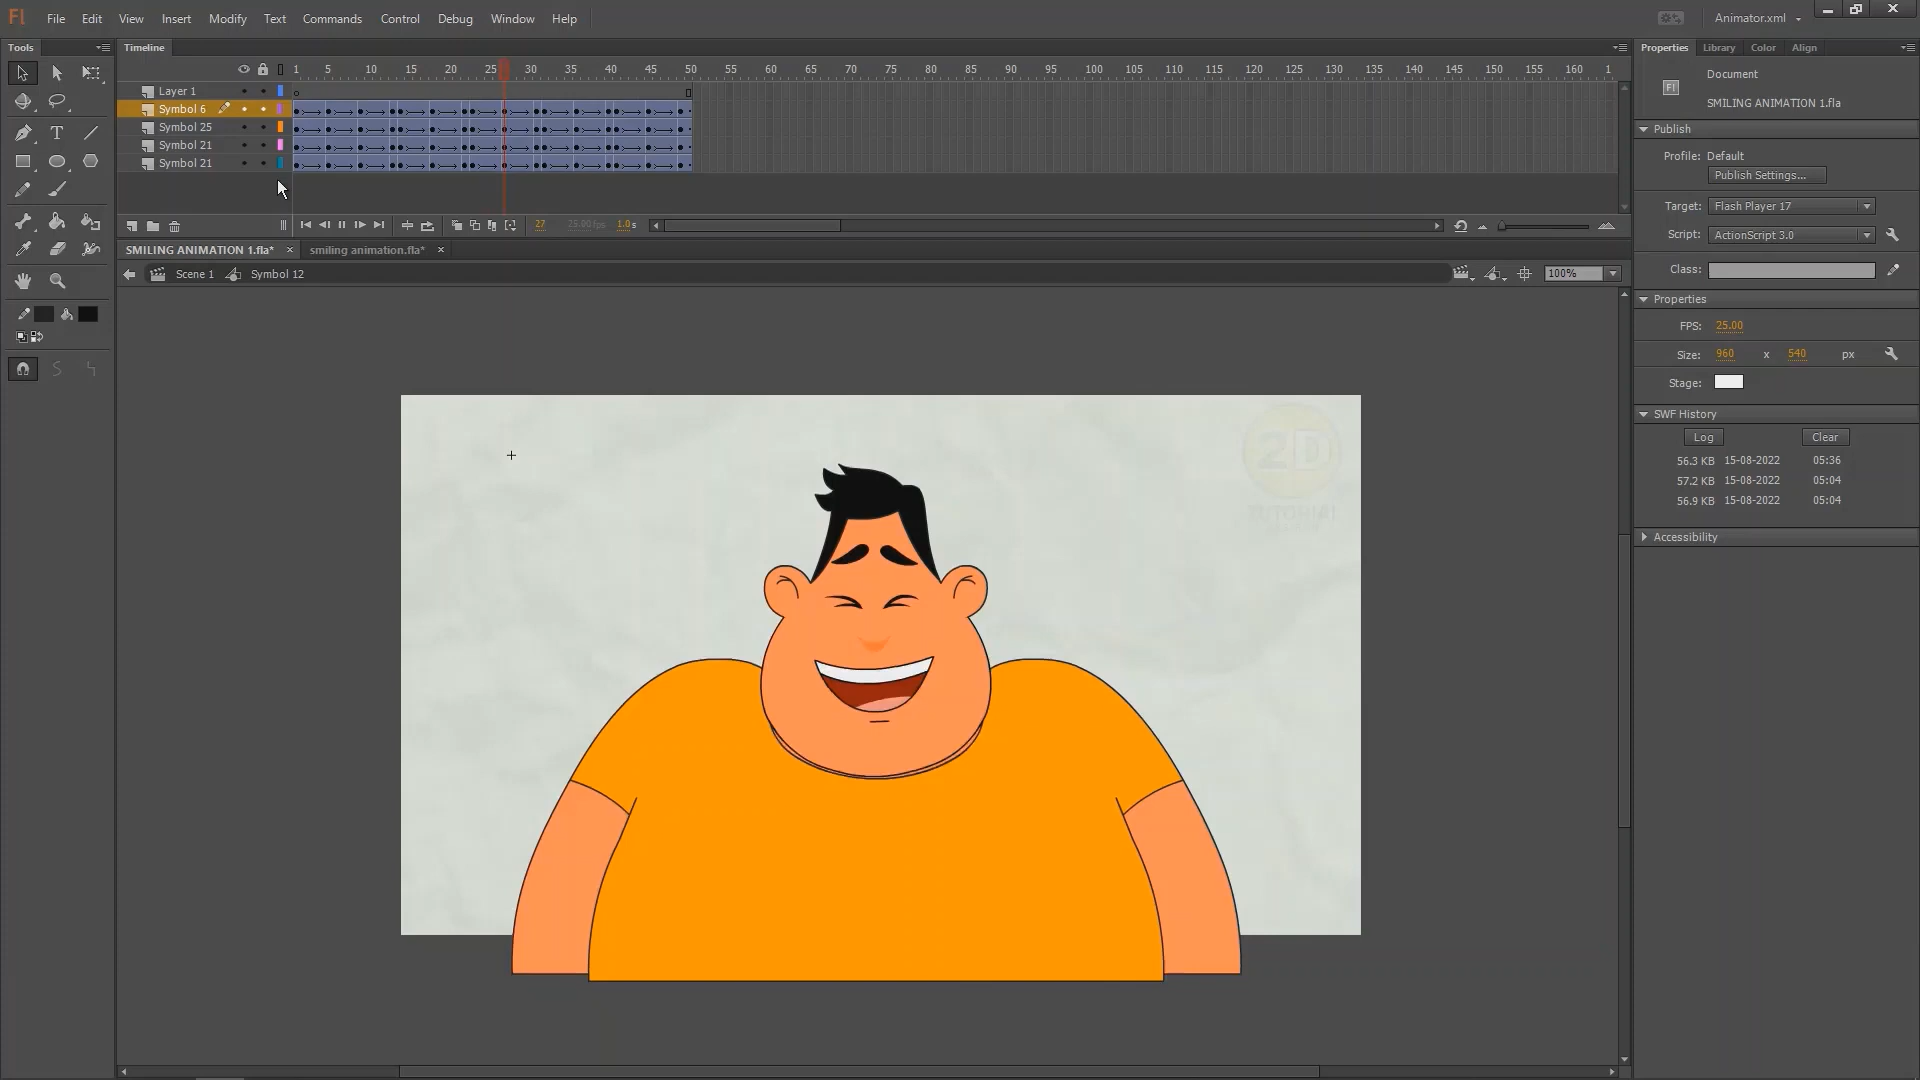 Fl File Edit View Insert Modify Text Commands Control Debug Window Help Animator.xml
Tools Timeline Properties Library Color Align
1 5 10 15 20 25 30 35 40 45 50 55 60 65 70 75 80 85 90 95 100 105 110 115 120 125 130 135 140 145 150 155 160 1
Layer 1
Symbol 6
Symbol 25
Symbol 21
Symbol 21
27 25.00 fps 1.0 s
SMILING ANIMATION 1.fla* smiling animation.fla*
Scene 1 Symbol 12 100%
Document
Fl
SMILING ANIMATION 1.fla
Publish
Profile: Default
Publish Settings...
Target: Flash Player 17
Script: ActionScript 3.0
Class:
Properties
FPS: 25.00
Size: 960 x 540 px
Stage:
SWF History
Log Clear
56.3 KB 15-08-2022 05:36
57.2 KB 15-08-2022 05:04
56.9 KB 15-08-2022 05:04
Accessibility
2D